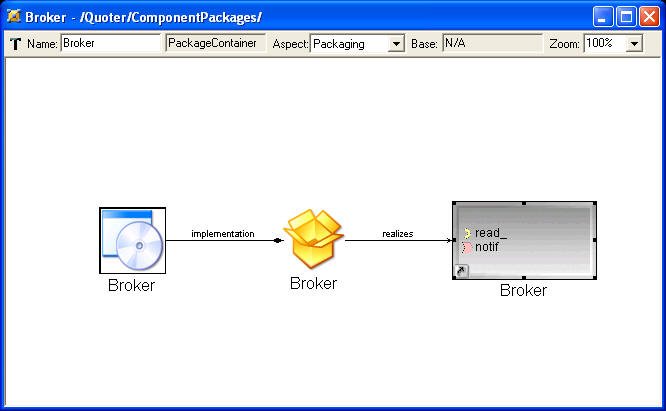 Broker - /Quoter/ComponentPackages/
Name: Broker PackageContainer Aspect: Packaging Base: N/A Zoom: 100%
implementation realizes
read_
notif
Broker Broker Broker